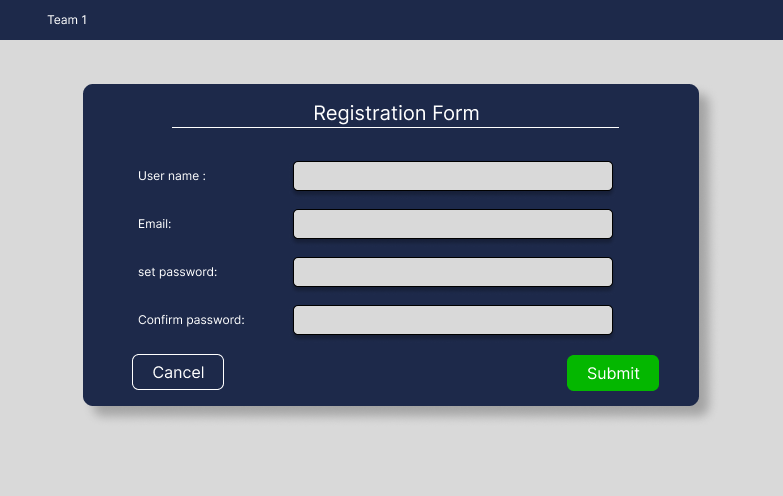 Team 1
Registration Form
User name :
Email:
set password:
Confirm password:
Cancel
Submit